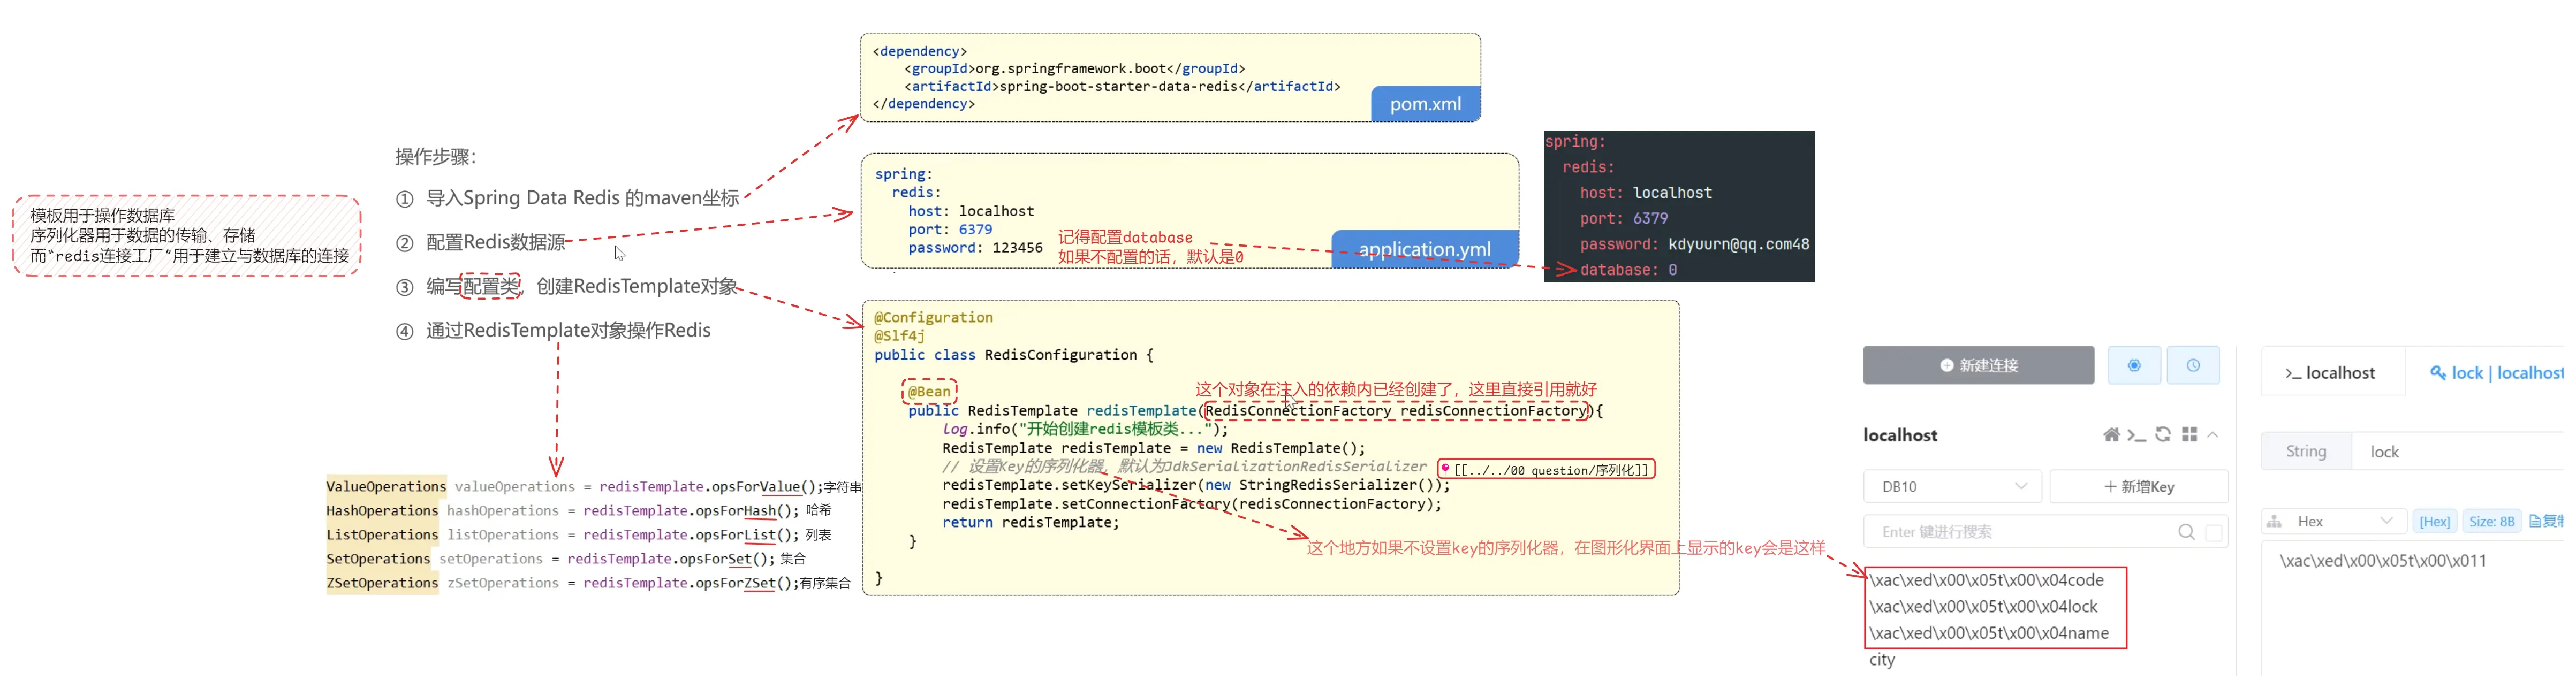 模板用于操作数据库
序列化器用于数据的传输、存储
而“redis连接工厂”用于建立与数据库的连接
操作步骤：
① 导入Spring Data Redis 的maven坐标
② 配置Redis数据源
③ 编写配置类，创建RedisTemplate对象
④ 通过RedisTemplate对象操作Redis
<dependency>
<groupId>org.springframework.boot</groupId>
<artifactId>spring-boot-starter-data-redis</artifactId>
</dependency>
pom.xml
spring:
redis:
host: localhost
port: 6379
password: 123456
记得配置database
如果不配置的话，默认是0
application.yml
spring:
redis:
host: localhost
port: 6379
password: kdyuurn@qq.com48
database: 0
@Configuration
@Slf4j
public class RedisConfiguration {
@Bean
这个对象在注入的依赖内已经创建了，这里直接引用就好
public RedisTemplate redisTemplate(RedisConnectionFactory redisConnectionFactory){
log.info("开始创建redis模板类...");
RedisTemplate redisTemplate = new RedisTemplate();
// 设置Key的序列化器，默认为JdkSerializationRedisSerializer
[[../../00 question/序列化]]
redisTemplate.setKeySerializer(new StringRedisSerializer());
redisTemplate.setConnectionFactory(redisConnectionFactory);
return redisTemplate;
}
}
这个地方如果不设置key的序列化器，在图形化界面上显示的key会是这样
ValueOperations valueOperations = redisTemplate.opsForValue();字符串
HashOperations hashOperations = redisTemplate.opsForHash(); 哈希
ListOperations listOperations = redisTemplate.opsForList(); 列表
SetOperations setOperations = redisTemplate.opsForSet(); 集合
ZSetOperations zSetOperations = redisTemplate.opsForZSet();有序集合
新建连接
localhost
DB10
新增Key
Enter 键进行搜索
\xac\xed\x00\x05t\x00\x04code
\xac\xed\x00\x05t\x00\x04lock
\xac\xed\x00\x05t\x00\x04name
city
>_ localhost
lock | localhost
String lock
Hex [Hex] Size: 8B 复制
\xac\xed\x00\x05t\x00\x011